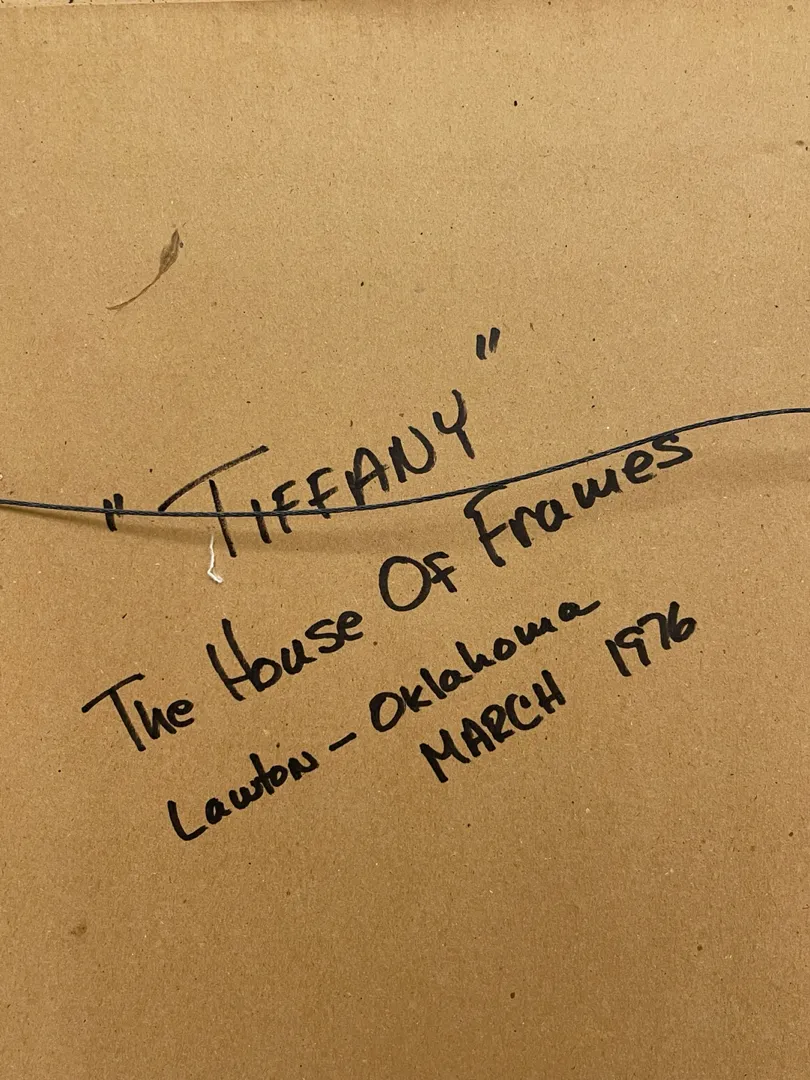 "TIFFANY"
The House Of Frames
Lawton - Oklahoma
MARCH 1976